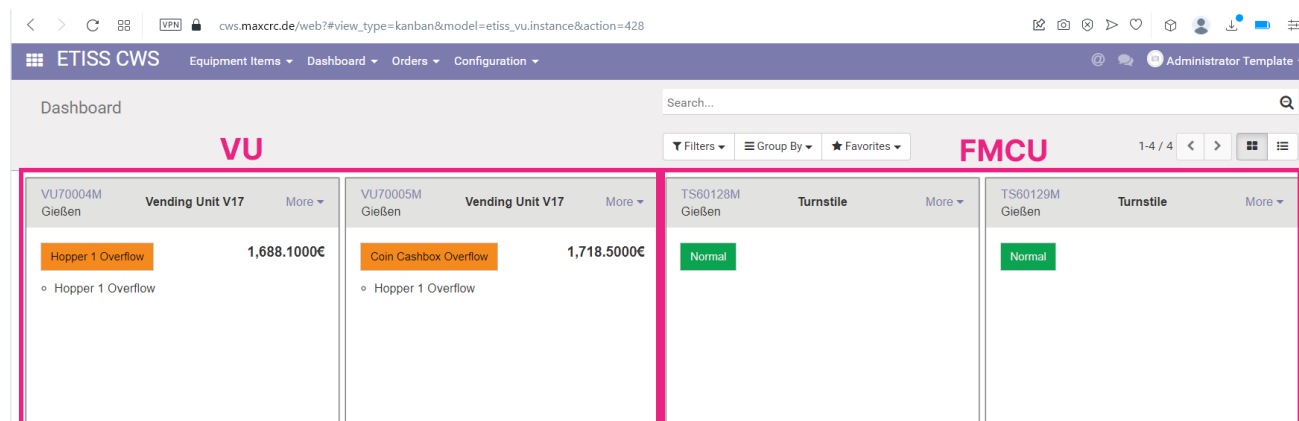 VPN cws.maxcrc.de/web?#view_type=kanban&model=etiss_vu.instance&action=428
ETISS CWS Equipment Items Dashboard Orders Configuration @ Administrator Template
Dashboard Search...
VU Filters Group By Favorites FMCU 1-4 / 4
VU70004M
Gießen
Vending Unit V17 More
VU70005M
Gießen
Vending Unit V17 More
TS60128M
Gießen
Turnstile More
TS60129M
Gießen
Turnstile More
Hopper 1 Overflow 1,688.1000€
Hopper 1 Overflow
Coin Cashbox Overflow 1,718.5000€
Hopper 1 Overflow
Normal
Normal